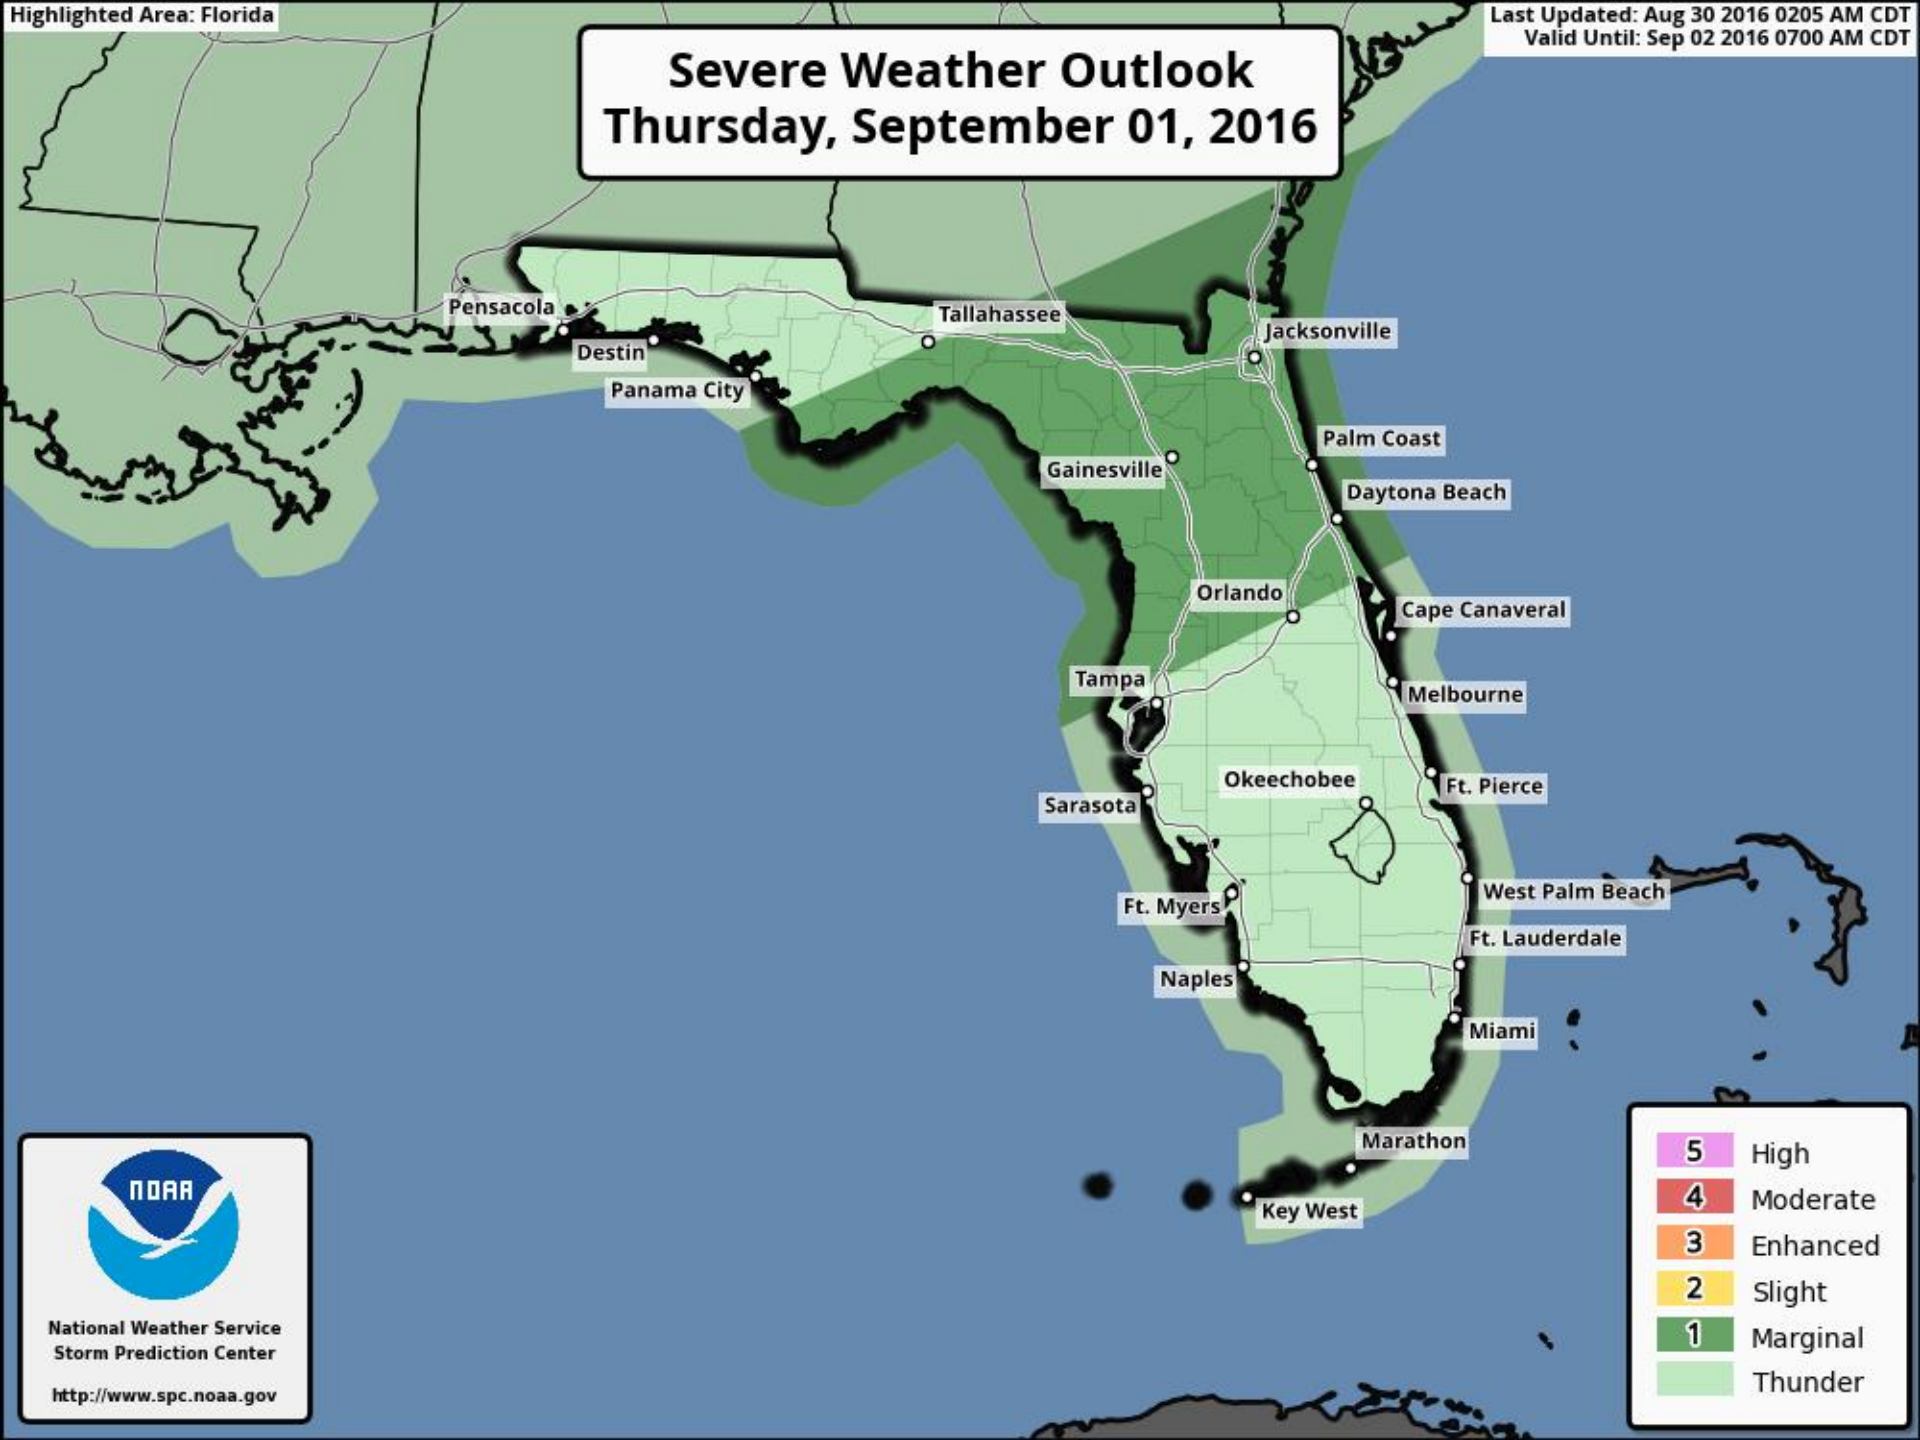 Highlighted Area: Florida
Last Updated: Aug 30 2016 0205 AM CDT
Valid Until: Sep 02 2016 0700 AM CDT
Severe Weather Outlook
Thursday, September 01, 2016
Pensacola
Tallahassee
Jacksonville
Destin
Panama City
Palm Coast
Gainesville
Daytona Beach
Orlando
Cape Canaveral
Tampa
Melbourne
Okeechobee
Ft. Pierce
Sarasota
West Palm Beach
Ft. Myers
Ft. Lauderdale
Naples
Miami
Marathon
Key West
NOAA
National Weather Service
Storm Prediction Center
http://www.spc.noaa.gov
5 High
4 Moderate
3 Enhanced
2 Slight
1 Marginal
Thunder